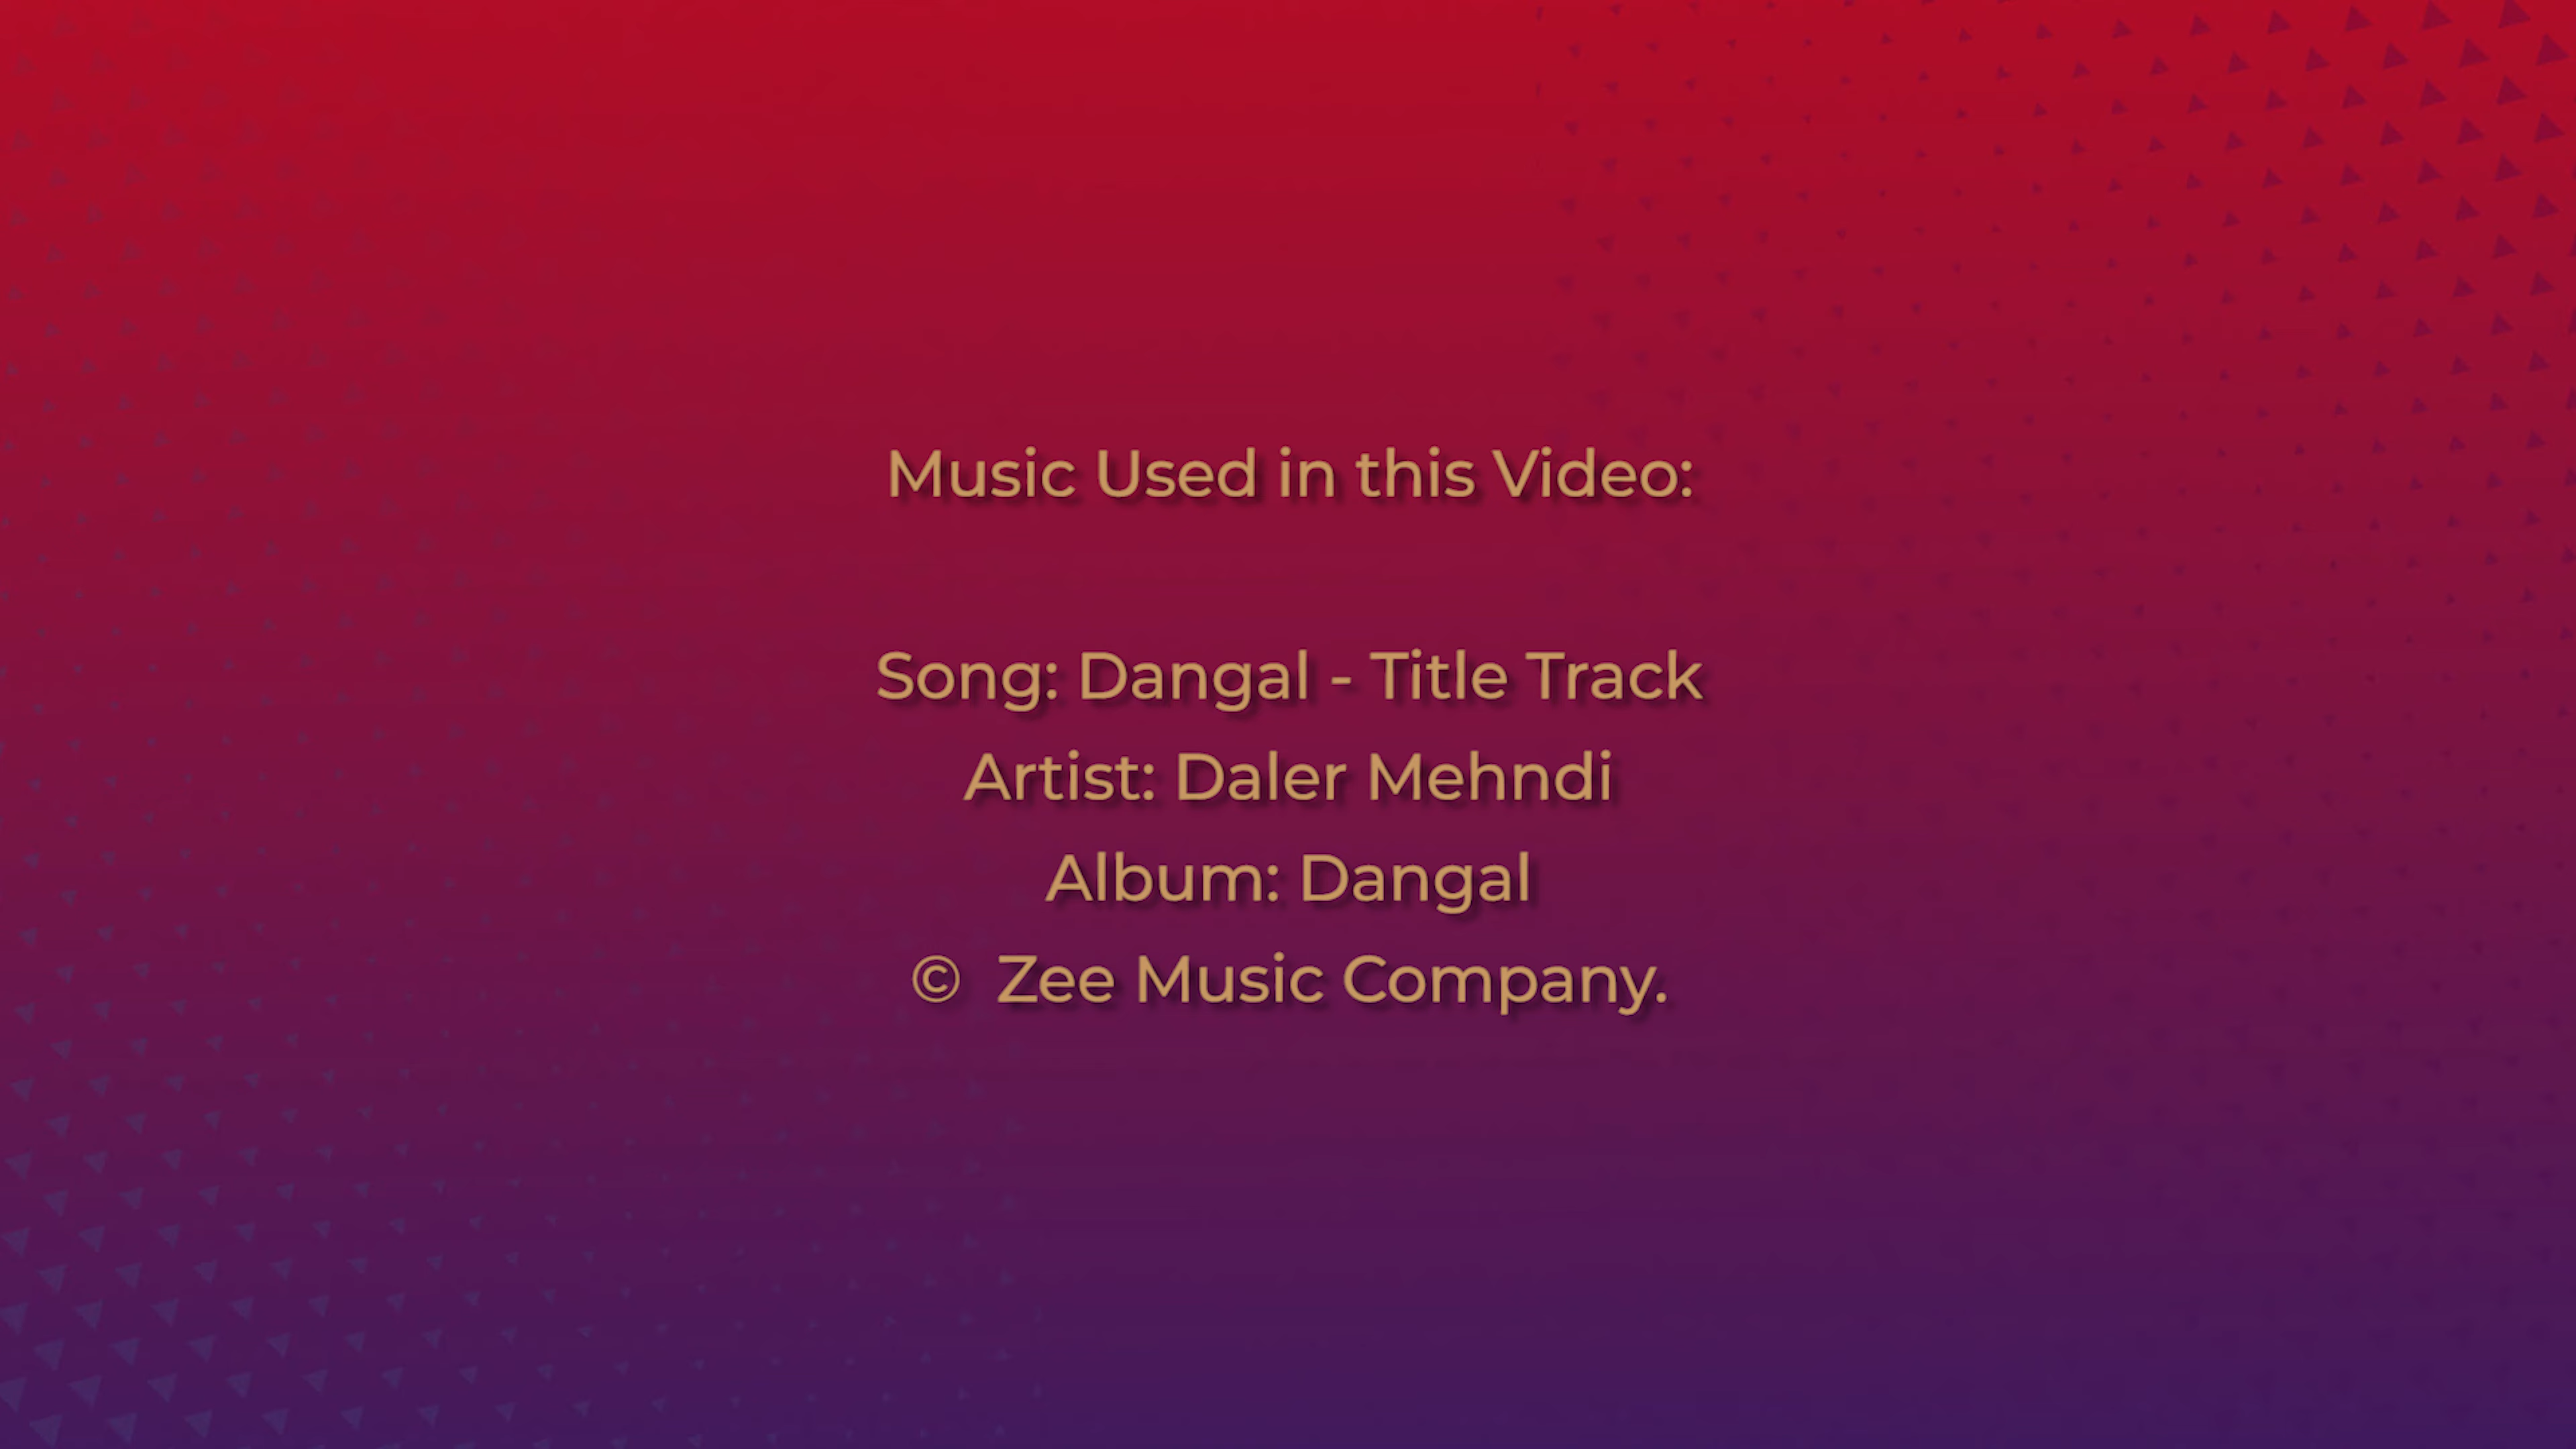 Music Used in this Video:
Song: Dangal - Title Track
Artist: Daler Mehndi
Album: Dangal
© Zee Music Company.